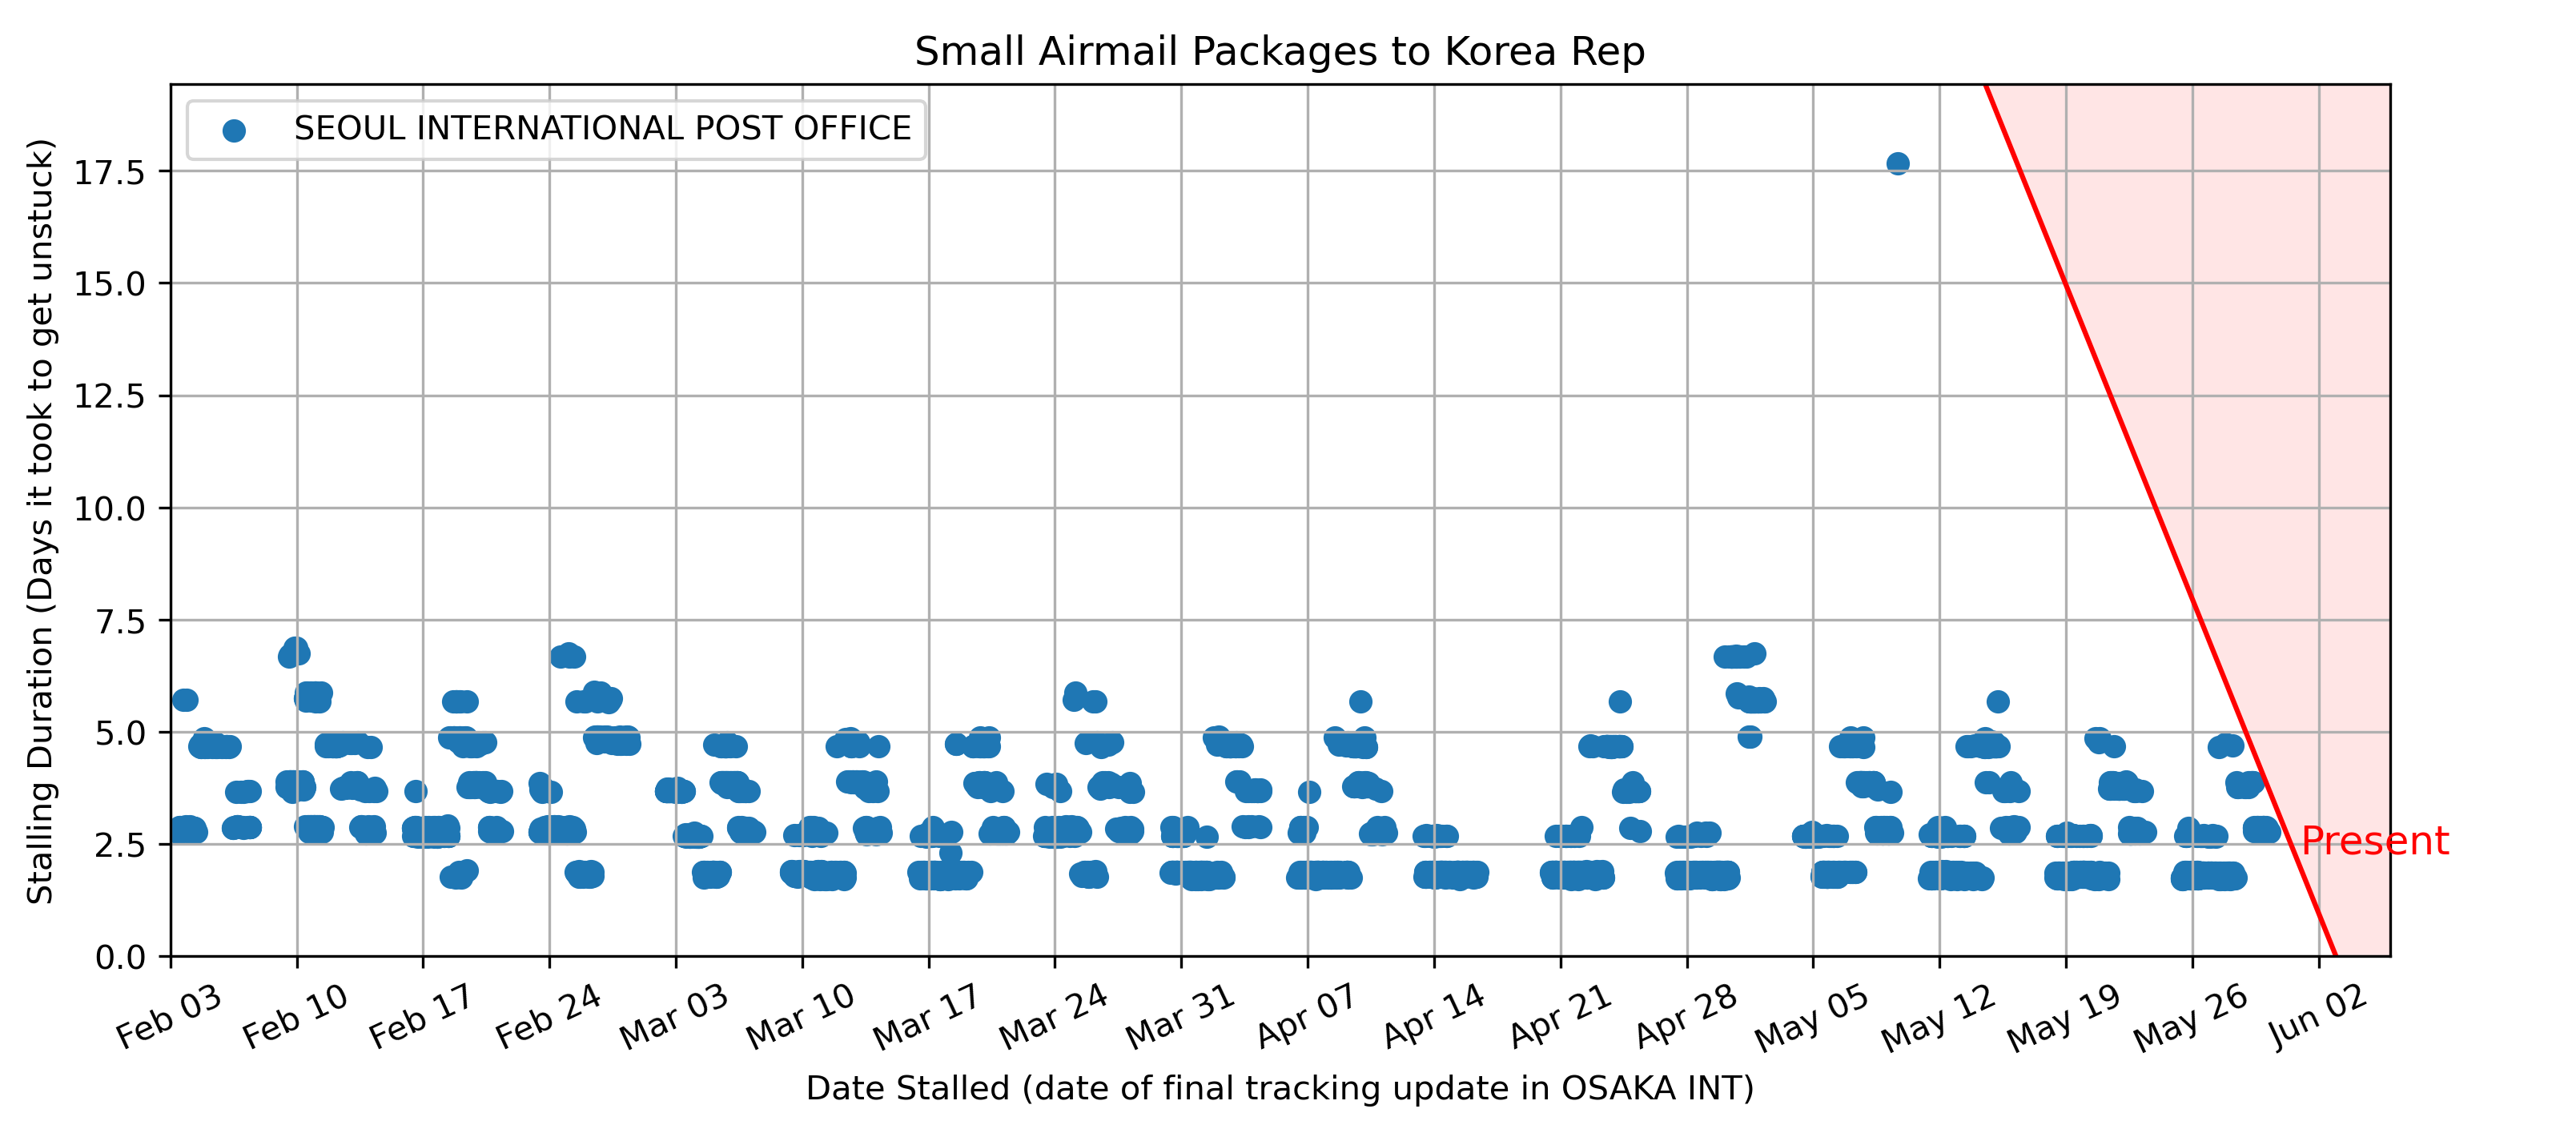 Small Airmail Packages to Korea Rep
SEOUL INTERNATIONAL POST OFFICE
Stalling Duration (Days it took to get unstuck)
17.5
15.0
12.5
10.0
7.5
5.0
2.5
0.0
Present
Feb 03
Feb 10
Feb 17
Feb 24
Mar 03
Mar 10
Mar 17
Mar 24
Mar 31
Apr 07
Apr 14
Apr 21
Apr 28
May 05
May 12
May 19
May 26
Jun 02
Date Stalled (date of final tracking update in OSAKA INT)